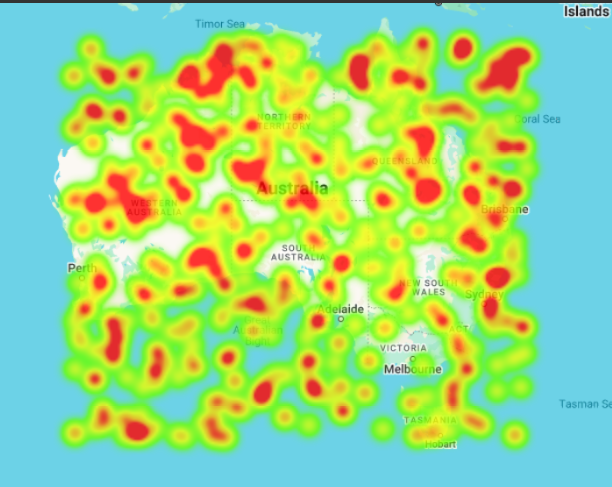 Islands
Timor Sea
NORTHERN
TERRITORY
Coral Sea
QUEENSLAND
Australia
WESTERN
AUSTRALIA
Brisbane
SOUTH
AUSTRALIA
Perth
NEW SOUTH
WALES
Sydney
Adelaide
Australian
Bight
ACT
VICTORIA
Melbourne
Tasman Se
TASMANIA
Hobart